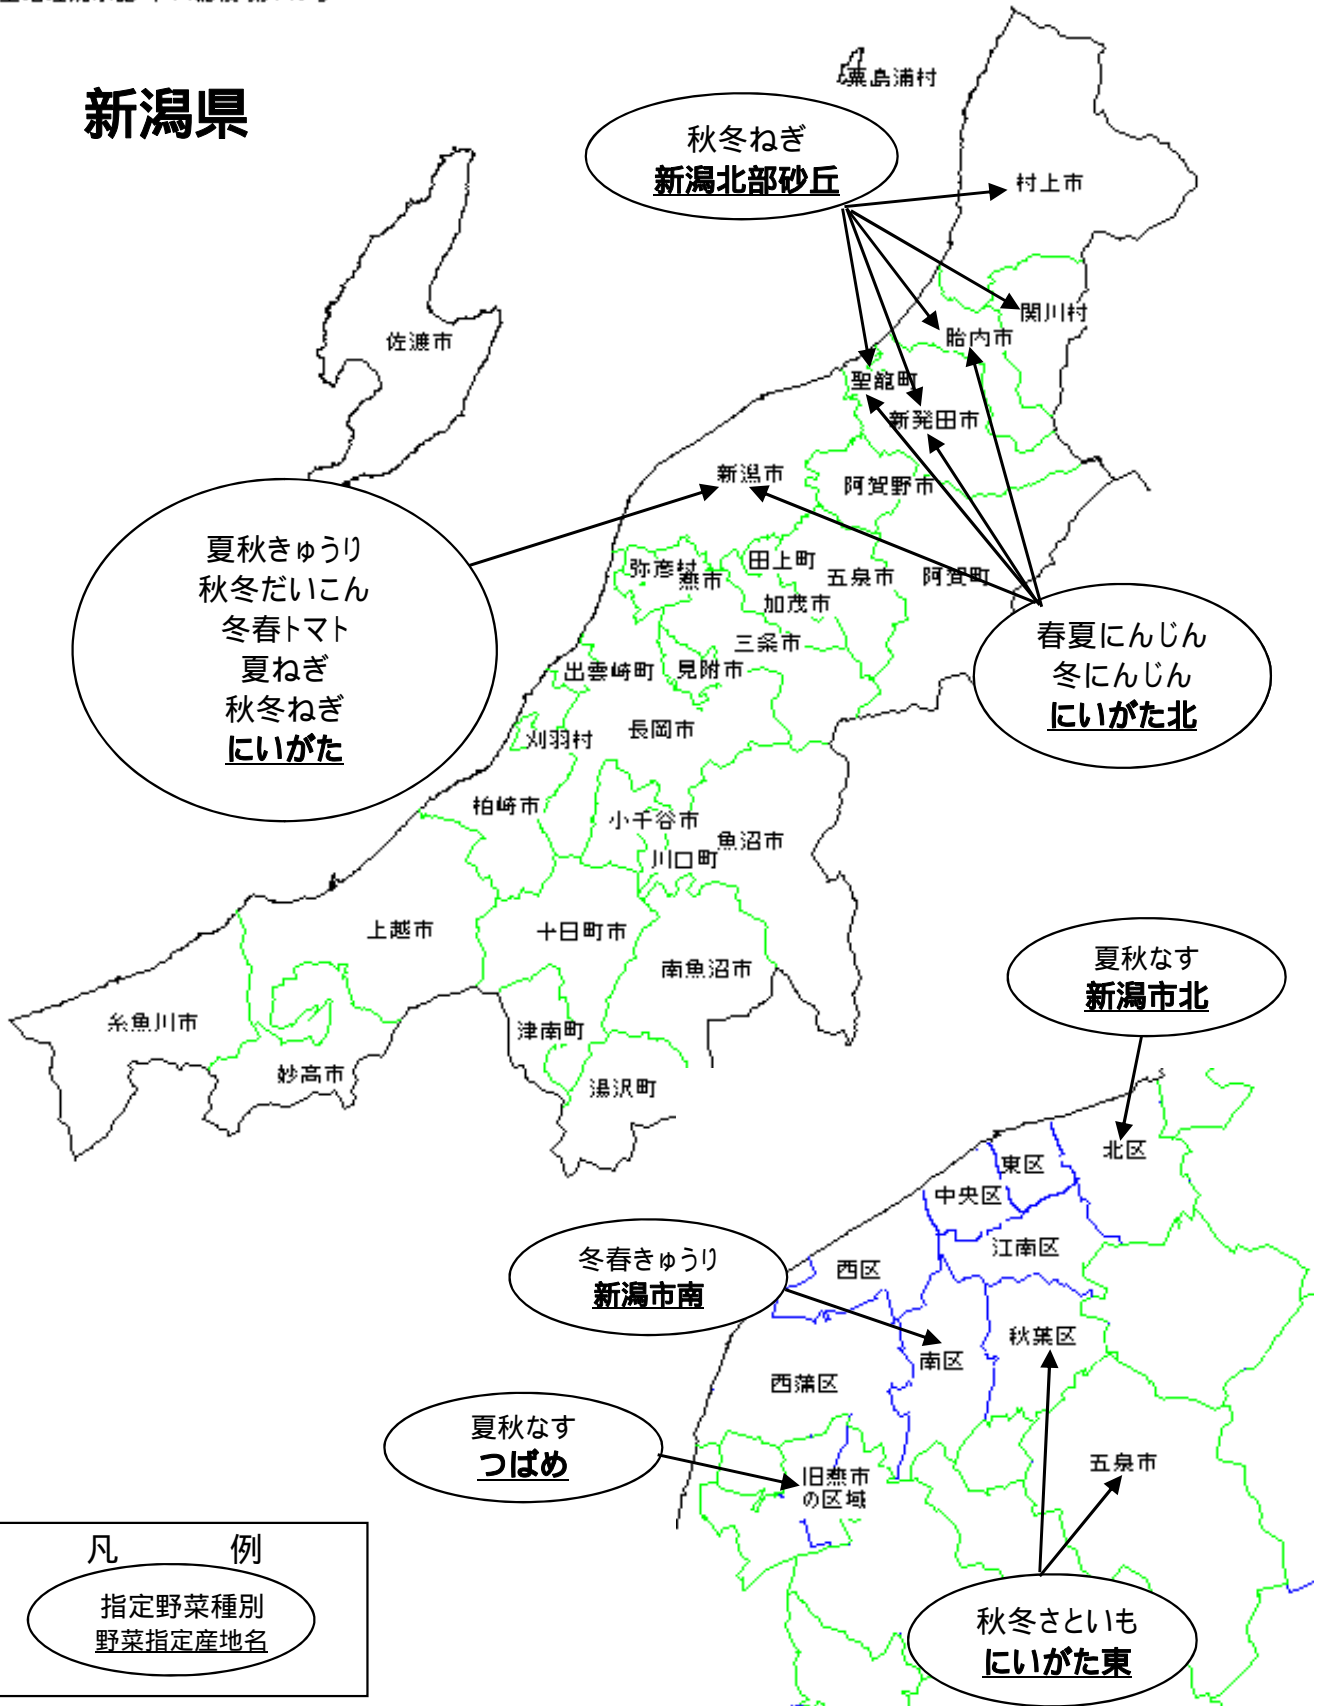 新潟県
粟島浦村
秋冬ねぎ
新潟北部砂丘
村上市
関川村
佐渡市
胎内市
聖籠町
新発田市
新潟市
阿賀野市
夏秋きゅうり
秋冬だいこん
冬春トマト
夏ねぎ
秋冬ねぎ
にいがた
弥彦村
燕市
田上町
五泉市
阿賀町
加茂市
三条市
春夏にんじん
冬にんじん
にいがた北
出雲崎町
見附市
長岡市
刈羽村
柏崎市
小千谷市
魚沼市
川口町
上越市
十日町市
南魚沼市
夏秋なす
新潟市北
糸魚川市
津南町
妙高市
湯沢町
北区
東区
中央区
江南区
冬春きゅうり
新潟市南
西区
秋葉区
南区
西蒲区
夏秋なす
つばめ
旧燕市
の区域
五泉市
凡 例
指定野菜種別
野菜指定産地名
秋冬さといも
にいがた東